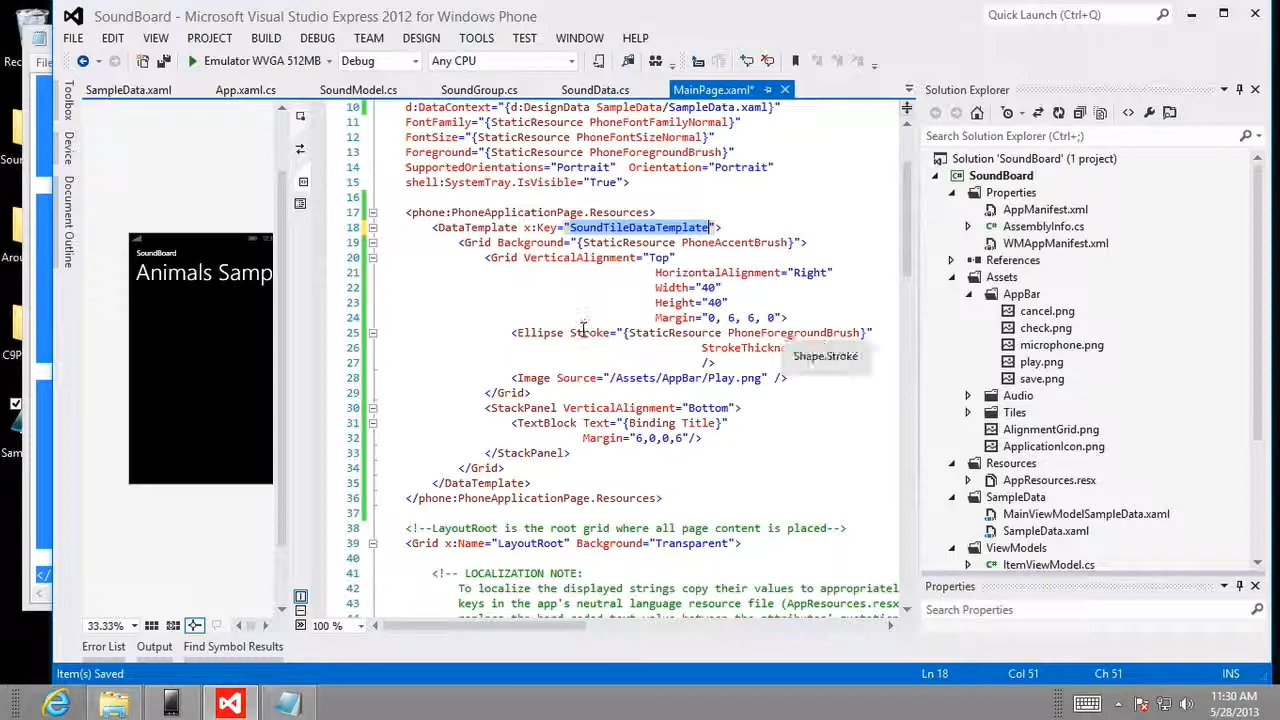 SoundBoard - Microsoft Visual Studio Express 2012 for Windows Phone
Quick Launch (Ctrl+Q)
FILE EDIT VIEW PROJECT BUILD DEBUG TEAM DESIGN TOOLS TEST WINDOW HELP
Emulator WVGA 512MB Debug Any CPU
SampleData.xaml App.xaml.cs SoundModel.cs SoundGroup.cs SoundData.cs MainPage.xaml*
Toolbox
Device
Document Outline
SoundBoard
Animals Samp
10 d:DataContext="{d:DesignData SampleData/SampleData.xaml}"
11 FontFamily="{StaticResource PhoneFontFamilyNormal}"
12 FontSize="{StaticResource PhoneFontSizeNormal}"
13 Foreground="{StaticResource PhoneForegroundBrush}"
14 SupportedOrientations="Portrait" Orientation="Portrait"
15 shell:SystemTray.IsVisible="True">
16
17 <phone:PhoneApplicationPage.Resources>
18 <DataTemplate x:Key="SoundTileDataTemplate">
19 <Grid Background="{StaticResource PhoneAccentBrush}">
20 <Grid VerticalAlignment="Top"
21 HorizontalAlignment="Right"
22 Width="40"
23 Height="40"
24 Margin="0, 6, 6, 0">
25 <Ellipse Stroke="{StaticResource PhoneForegroundBrush}"
26 StrokeThickn
Shape.Stroke
27 />
28 <Image Source="/Assets/AppBar/Play.png" />
29 </Grid>
30 <StackPanel VerticalAlignment="Bottom">
31 <TextBlock Text="{Binding Title}"
32 Margin="6,0,0,6"/>
33 </StackPanel>
34 </Grid>
35 </DataTemplate>
36 </phone:PhoneApplicationPage.Resources>
37
38 <!--LayoutRoot is the root grid where all page content is placed-->
39 <Grid x:Name="LayoutRoot" Background="Transparent">
40
41 <!-- LOCALIZATION NOTE:
42 To localize the displayed strings copy their values to appropriatel
43 keys in the app's neutral language resource file (AppResources.resx
33.33%
100 %
Error List Output Find Symbol Results
Solution Explorer
Search Solution Explorer (Ctrl+;)
Solution 'SoundBoard' (1 project)
SoundBoard
Properties
AppManifest.xml
AssemblyInfo.cs
WMAppManifest.xml
References
Assets
AppBar
cancel.png
check.png
microphone.png
play.png
save.png
Audio
Tiles
AlignmentGrid.png
ApplicationIcon.png
Resources
AppResources.resx
SampleData
MainViewModelSampleData.xaml
SampleData.xaml
ViewModels
ItemViewModel.cs
Properties
Search Properties
Item(s) Saved Ln 18 Col 51 Ch 51 INS
11:30 AM
5/28/2013